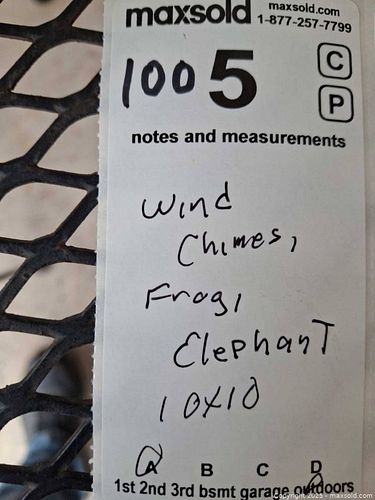 maxsold maxsold.com
1-877-257-7799
1005
C
P
notes and measurements
Wind
Chimes,
Frog,
Elephant
10x10
A B C D
1st 2nd 3rd bsmt garage outdoors
Copyright 2025 - maxsold.com